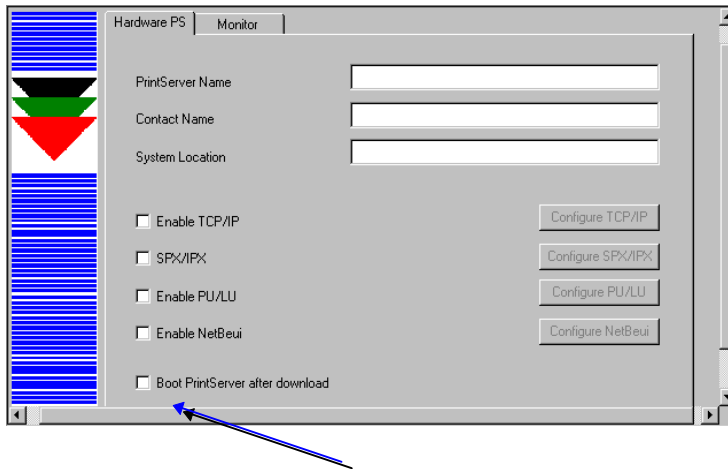 Hardware PS Monitor
PrintServer Name
Contact Name
System Location
Enable TCP/IP Configure TCP/IP
SPX/IPX Configure SPX/IPX
Enable PU/LU Configure PU/LU
Enable NetBeui Configure NetBeui
Boot PrintServer after download